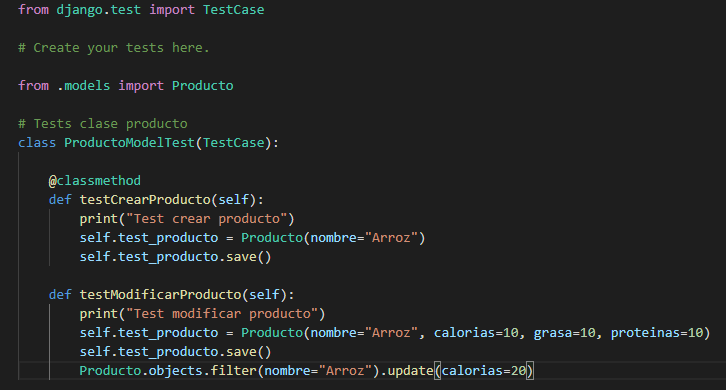 from django.test import TestCase
# Create your tests here.
from .models import Producto
# Tests clase producto
class ProductoModelTest(TestCase):
@classmethod
def testCrearProducto(self):
print("Test crear producto")
self.test_producto = Producto(nombre="Arroz")
self.test_producto.save()
def testModificarProducto(self):
print("Test modificar producto")
self.test_producto = Producto(nombre="Arroz", calorias=10, grasa=10, proteinas=10)
self.test_producto.save()
Producto.objects.filter(nombre="Arroz").update(calorias=20)